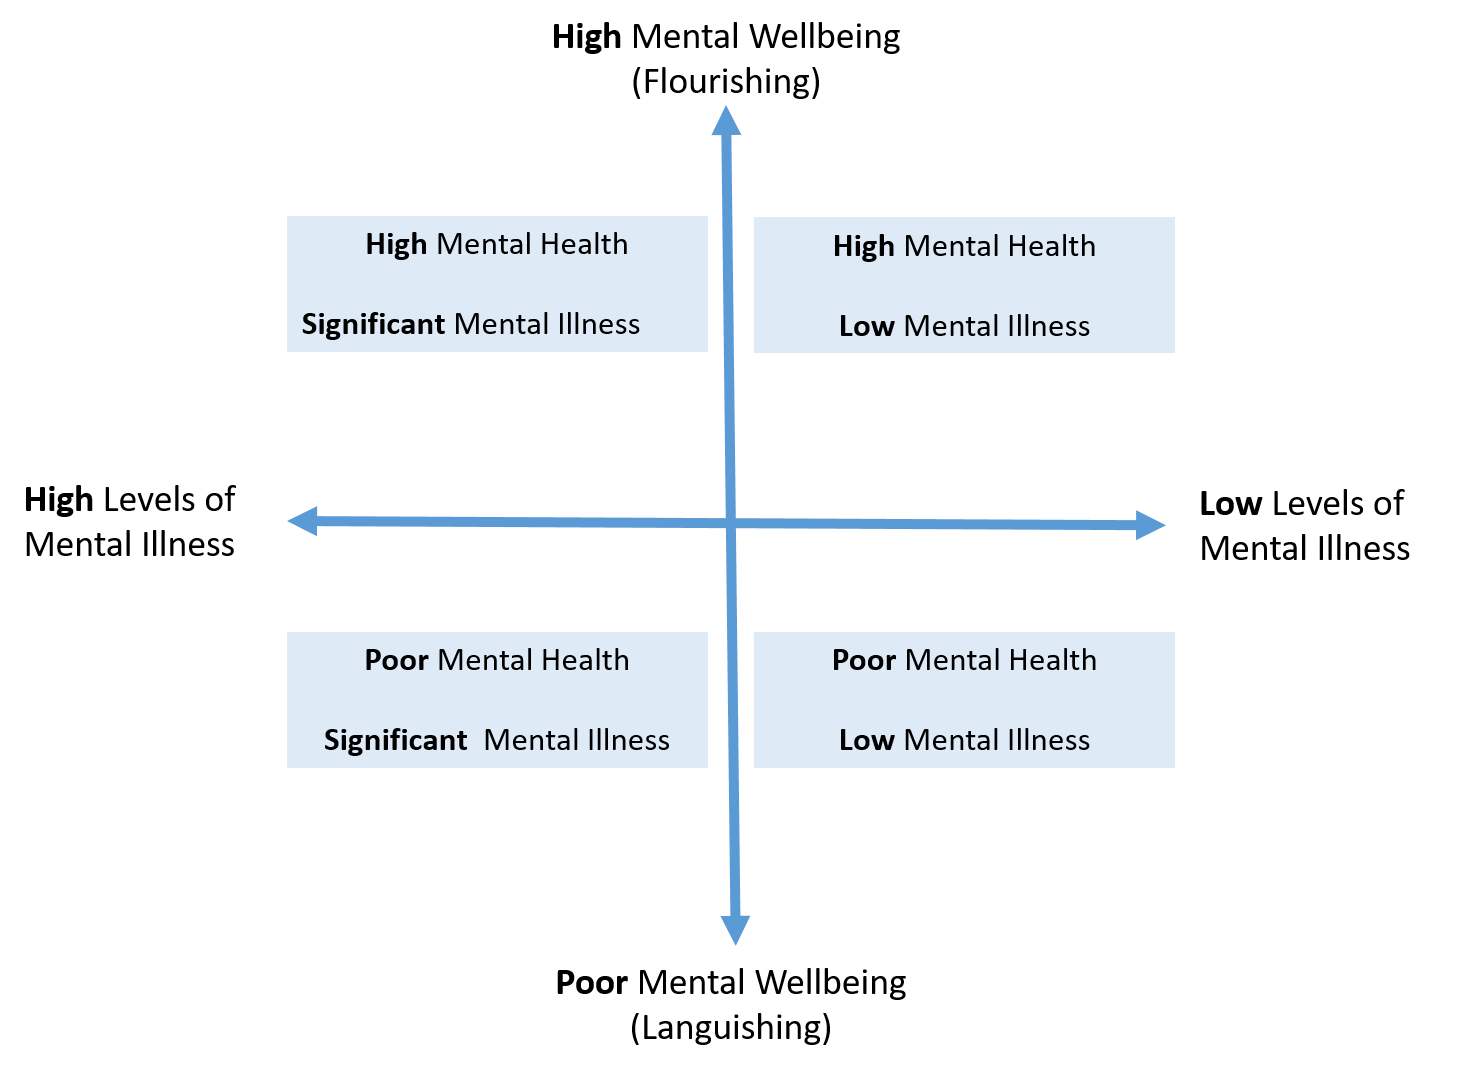 High Mental Wellbeing
(Flourishing)
High Mental Health
Significant Mental Illness
High Mental Health
Low Mental Illness
High Levels of
Mental Illness
Low Levels of
Mental Illness
Poor Mental Health
Significant  Mental Illness
Poor Mental Health
Low Mental Illness
Poor Mental Wellbeing
(Languishing)